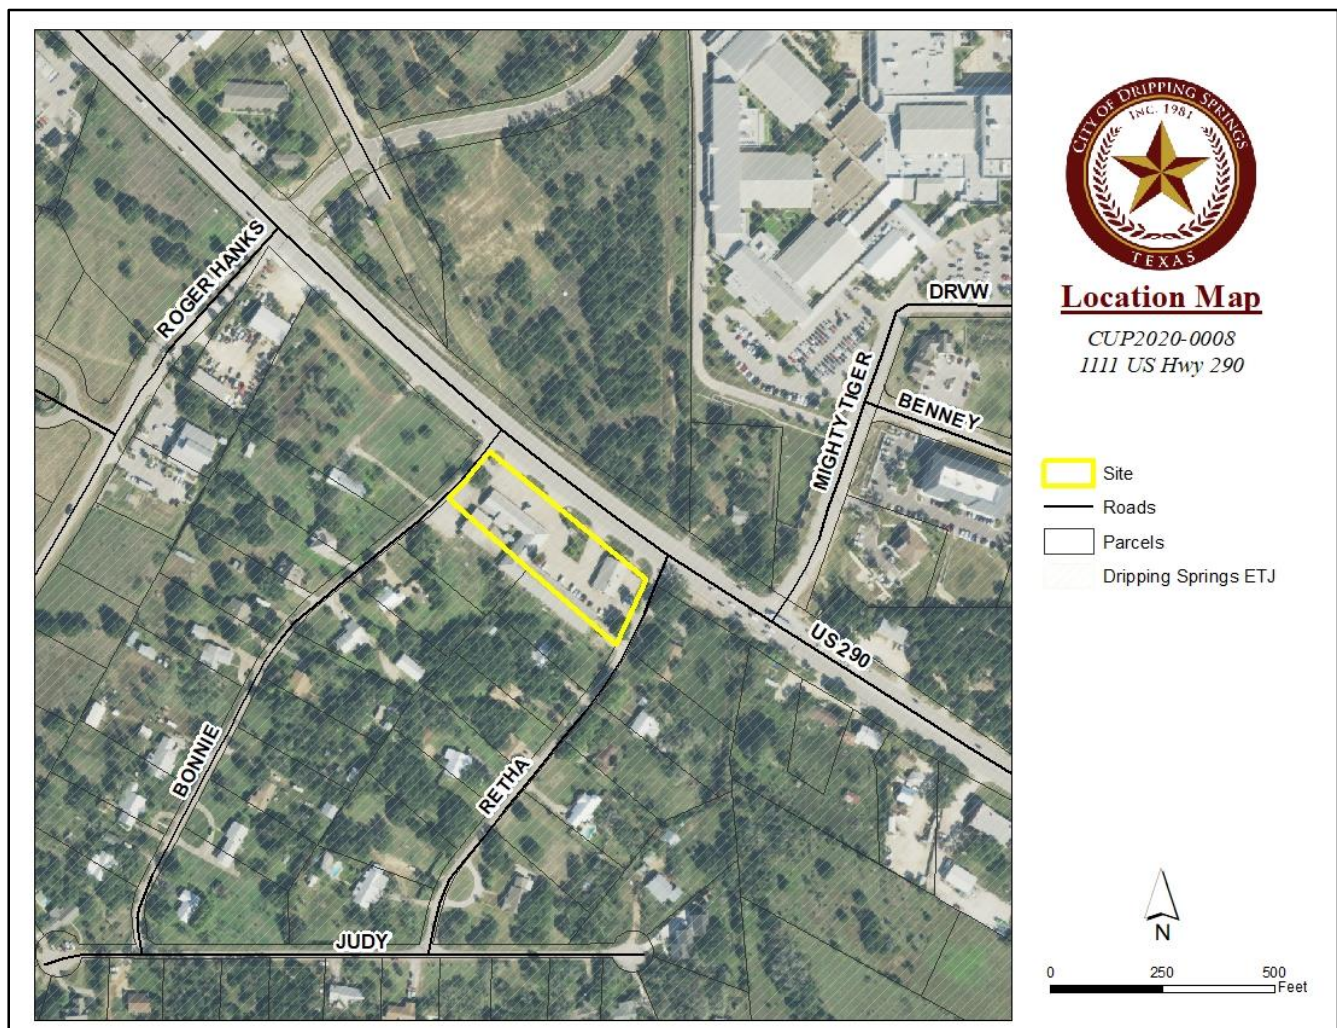 CITY OF DRIPPING SPRINGS
INC. 1981
TEXAS
Location Map
CUP2020-0008
1111 US Hwy 290
Site
Roads
Parcels
Dripping Springs ETJ
N
0 250 500
Feet
ROGER HANKS
DRVW
MIGHTY TIGER
BENNEY
US 290
BONNIE
RETHA
JUDY